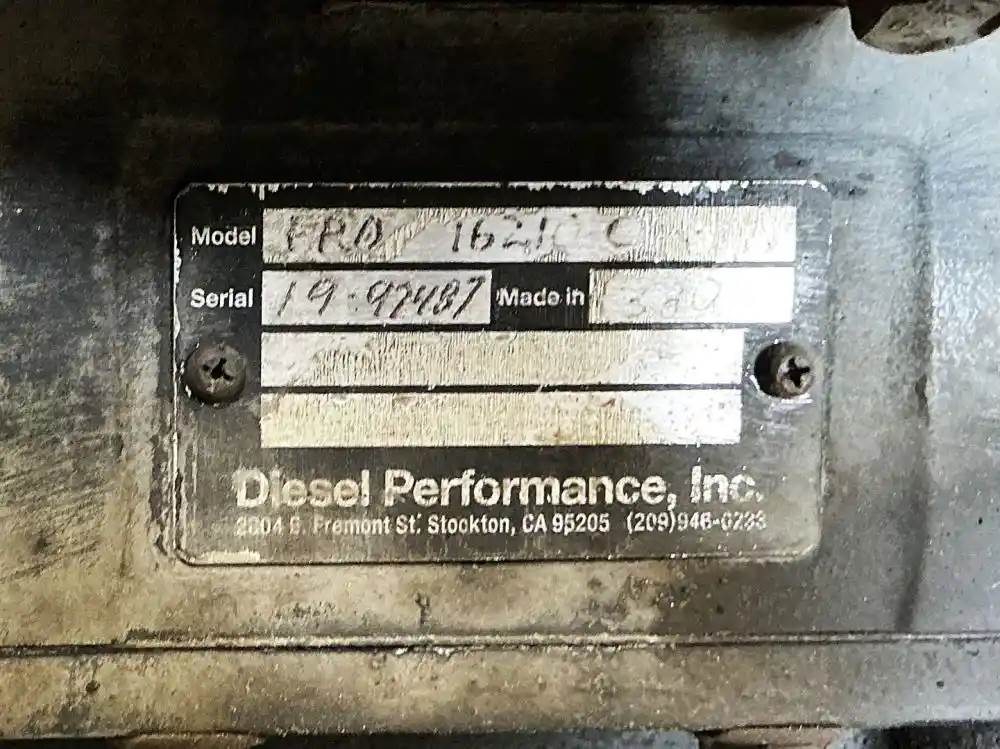 Model FRO 16210 C
Serial 19-97487 Made in
Diesel Performance, Inc.
Fremont St. Stockton, CA 95205 (209)946-0233